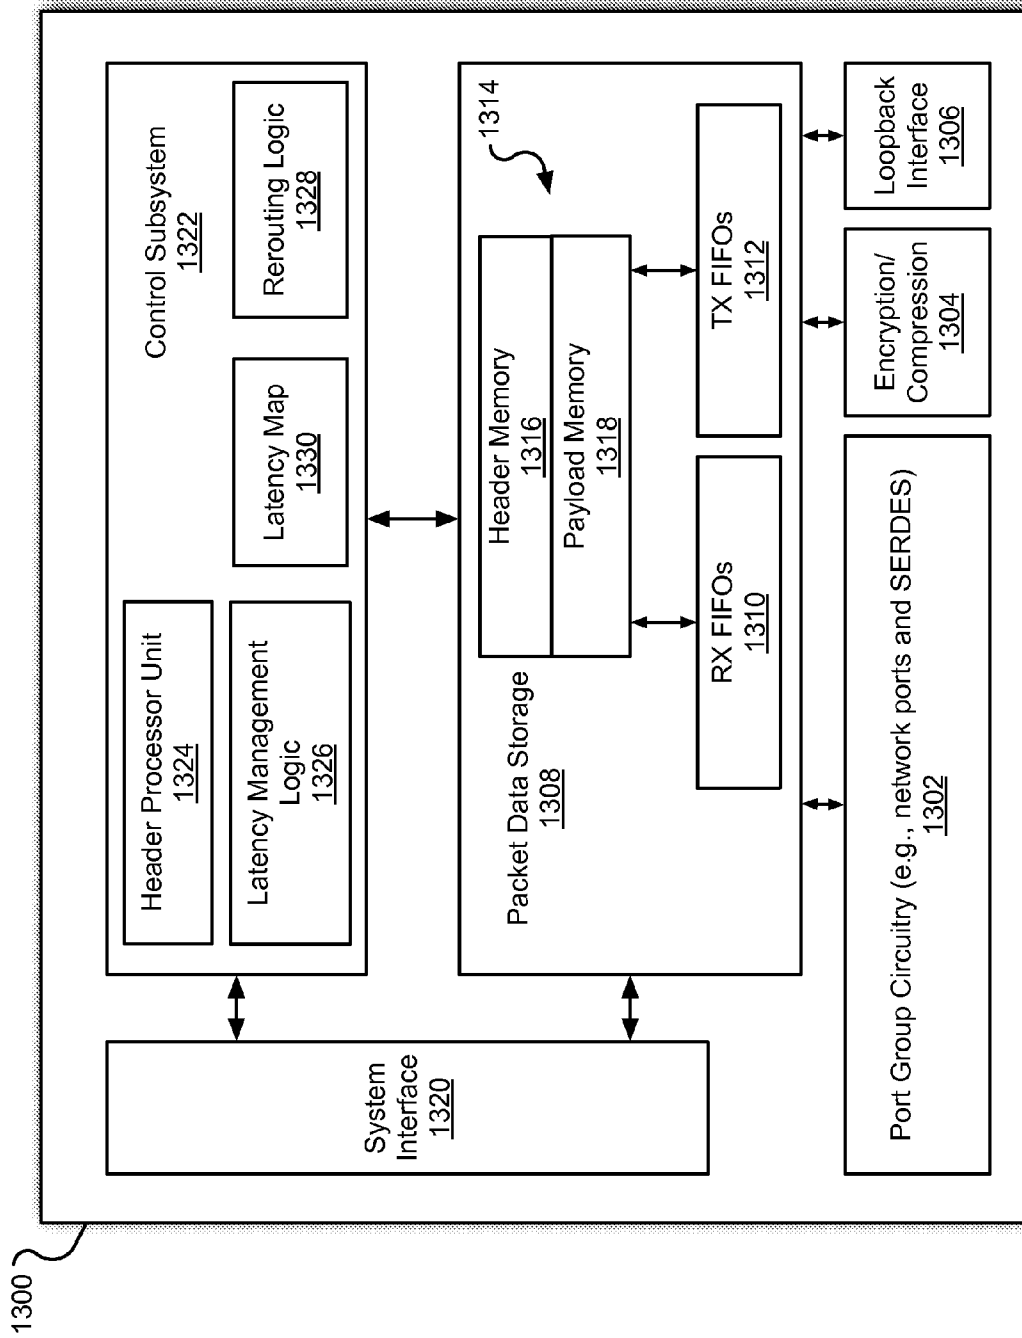 1300
System
Interface
1320
Header Processor Unit
1324
Latency Management
Logic
1326
Latency Map
1330
Control Subsystem
1322
Rerouting Logic
1328
Packet Data Storage
1308
Header Memory
1316
Payload Memory
1318
1314
RX FIFOs
1310
TX FIFOs
1312
Port Group Circuitry (e.g., network ports and SERDES)
1302
Encryption/
Compression
1304
Loopback
Interface
1306